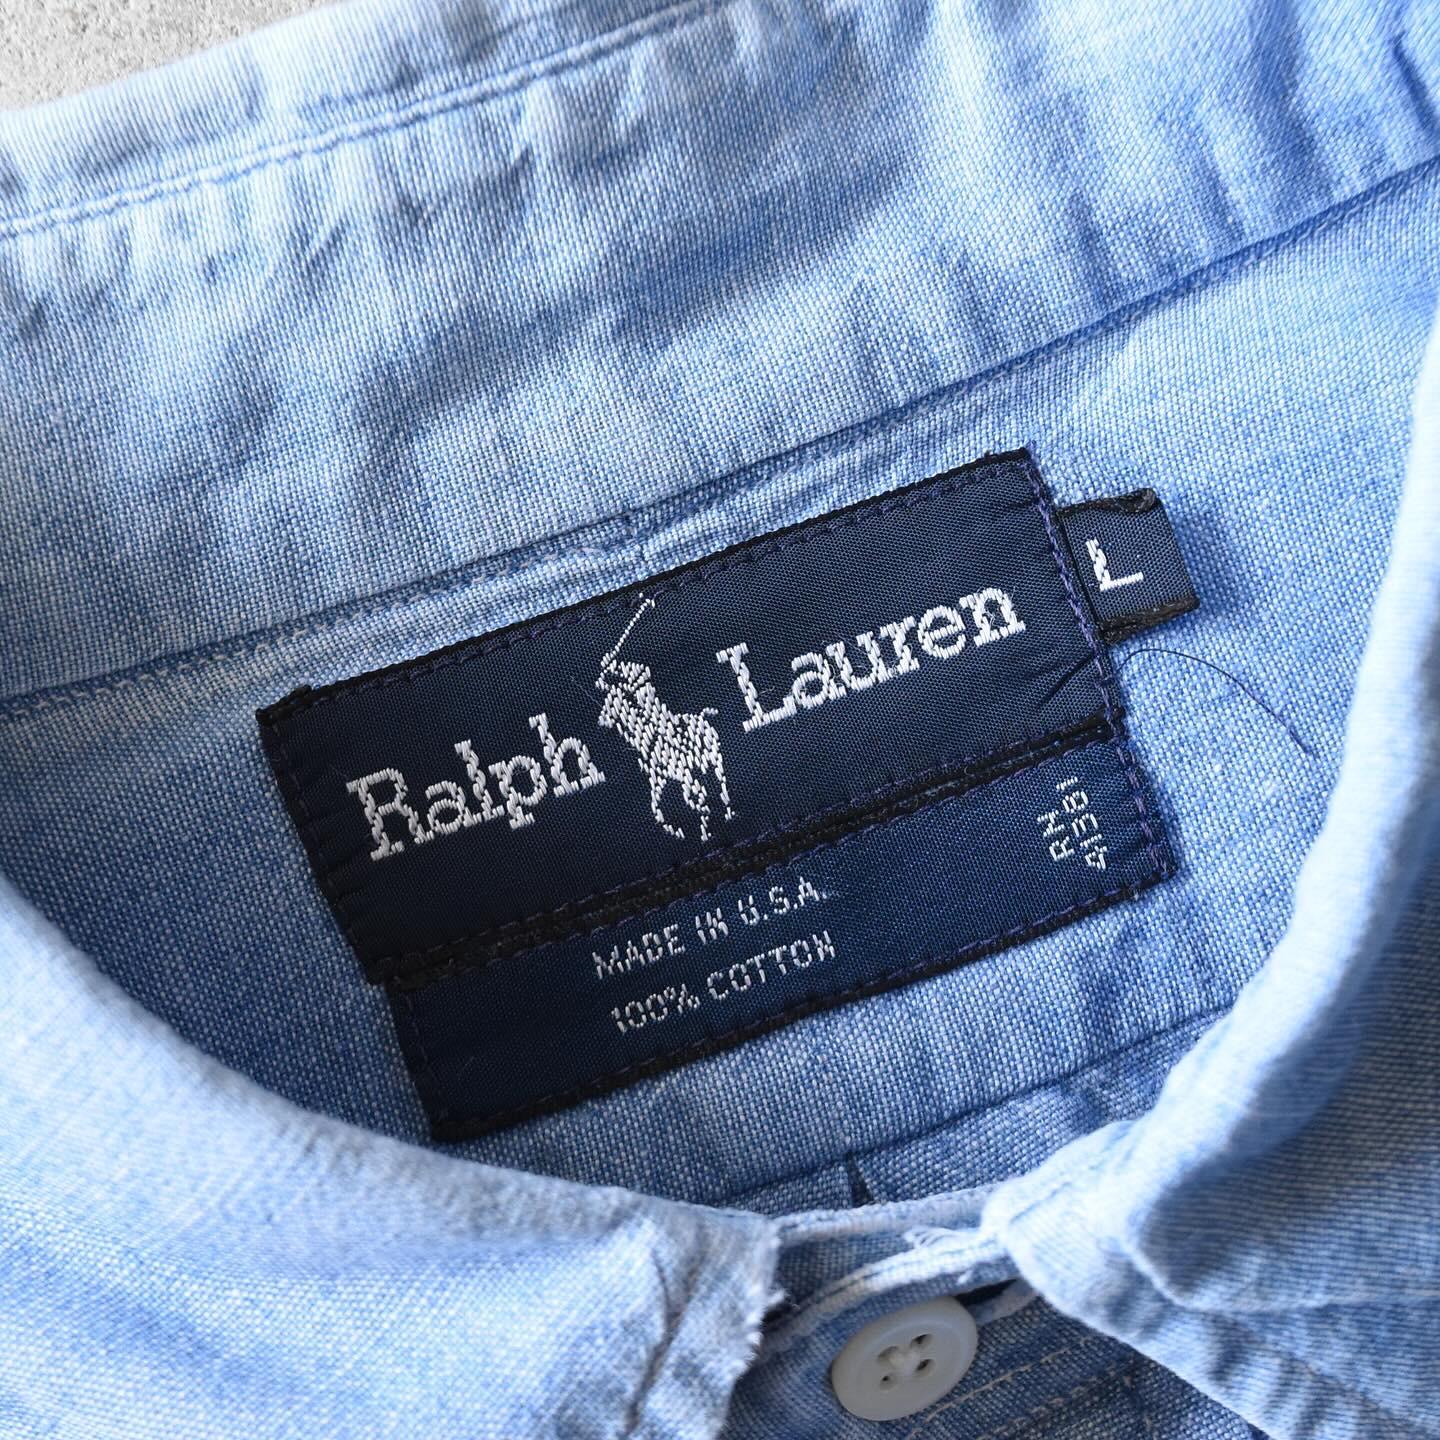 Ralph Lauren
L
MADE IN U.S.A.
100% COTTON
RN
41381